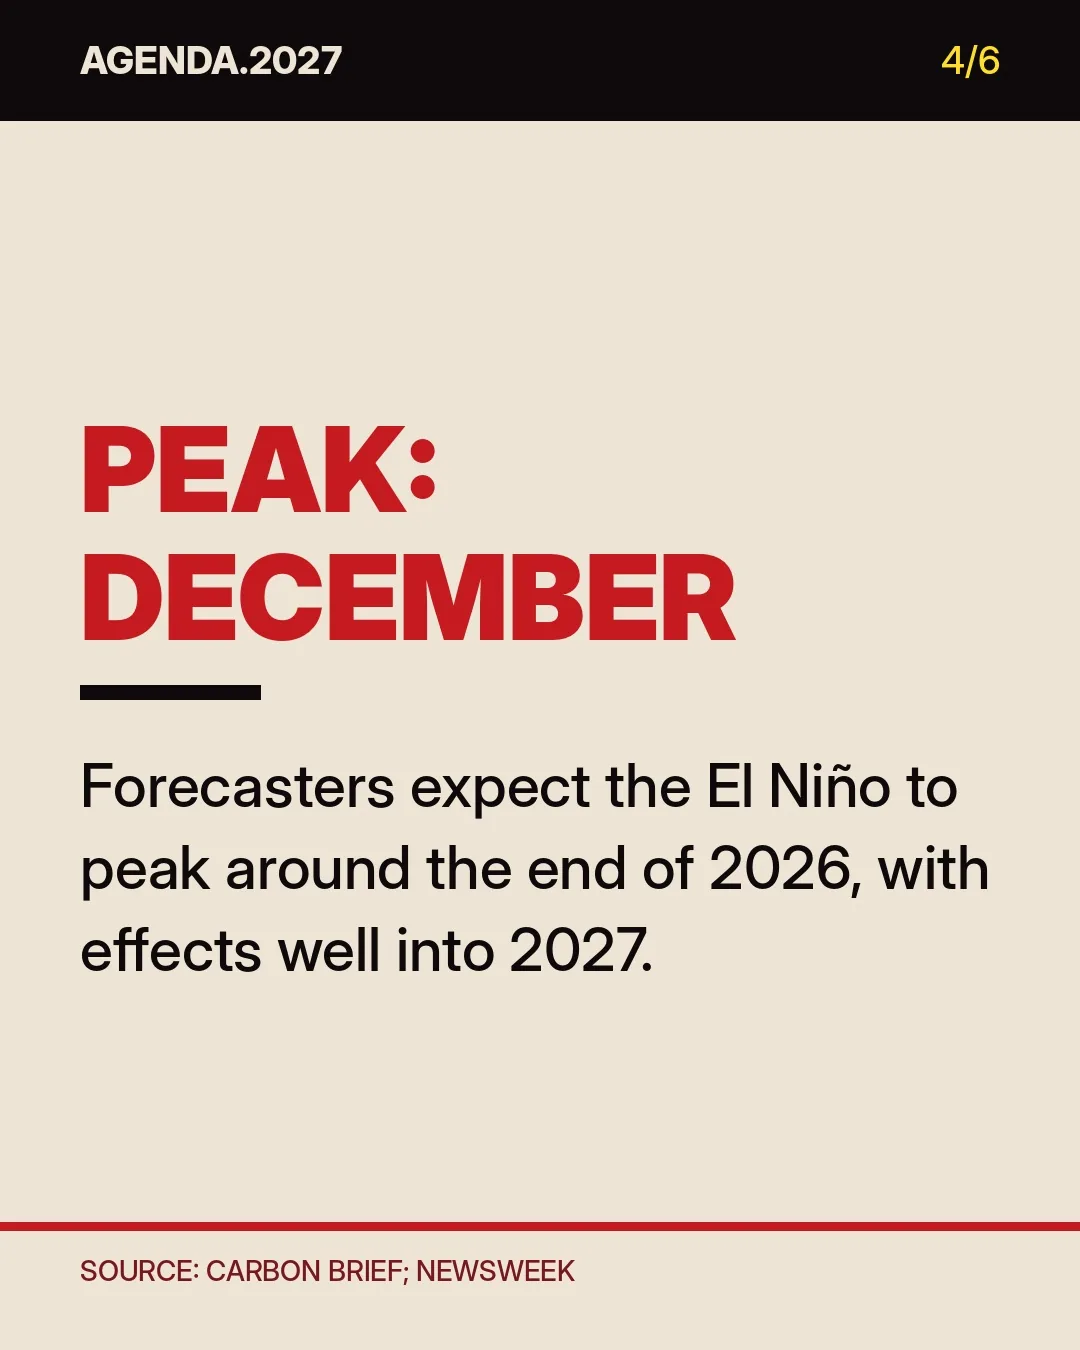 AGENDA.2027
4/6
PEAK:
DECEMBER
Forecasters expect the El Niño to
peak around the end of 2026, with
effects well into 2027.
SOURCE: CARBON BRIEF; NEWSWEEK